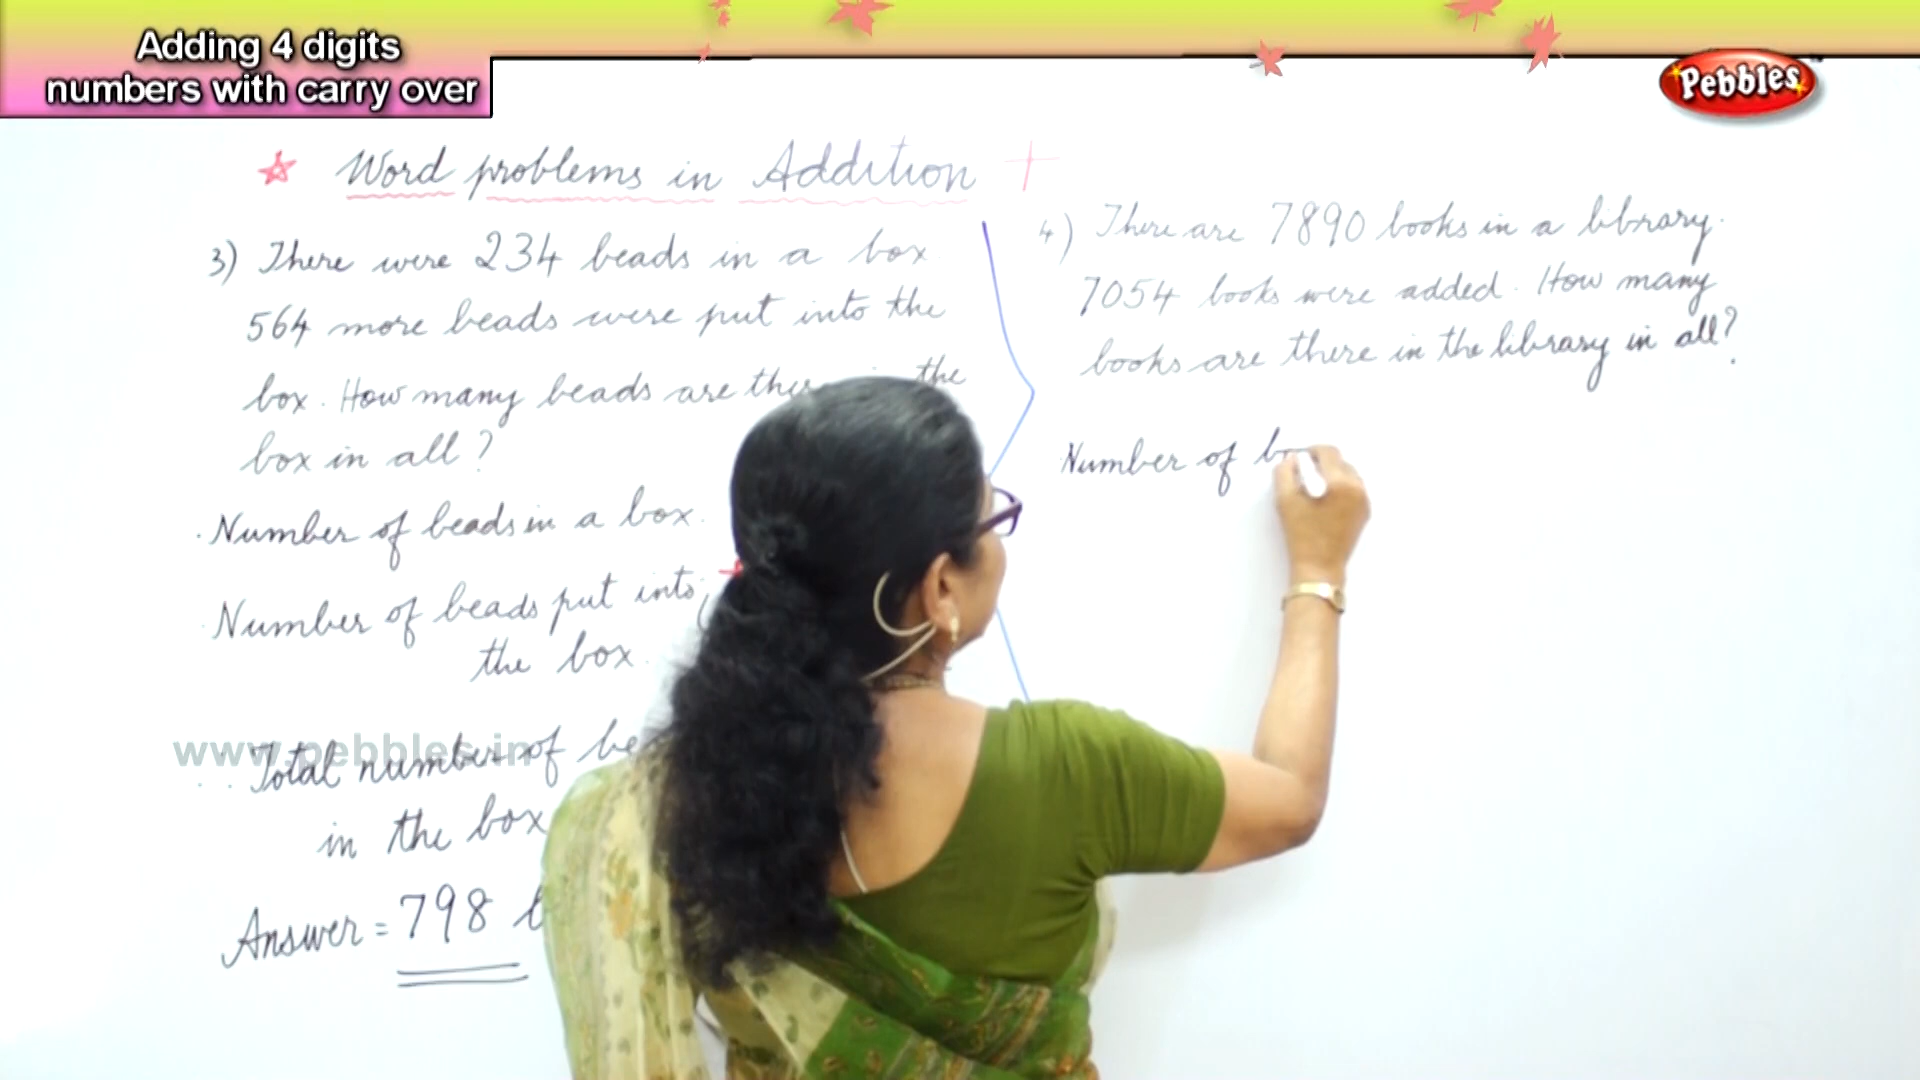 Adding 4 digits
numbers with carry over
Pebbles
Word problems in Addition +
3) There were 234 beads in a box.
564 more beads were put into the
box. How many beads are the
box in all?
Number of beads in a box.
Number of beads put into
the box.
Total number of be
in the box
Answer = 798 b
www.pebbles.in
4) There are 7890 books in a library.
7054 books were added. How many
books are there in the library in all?
Number of bo